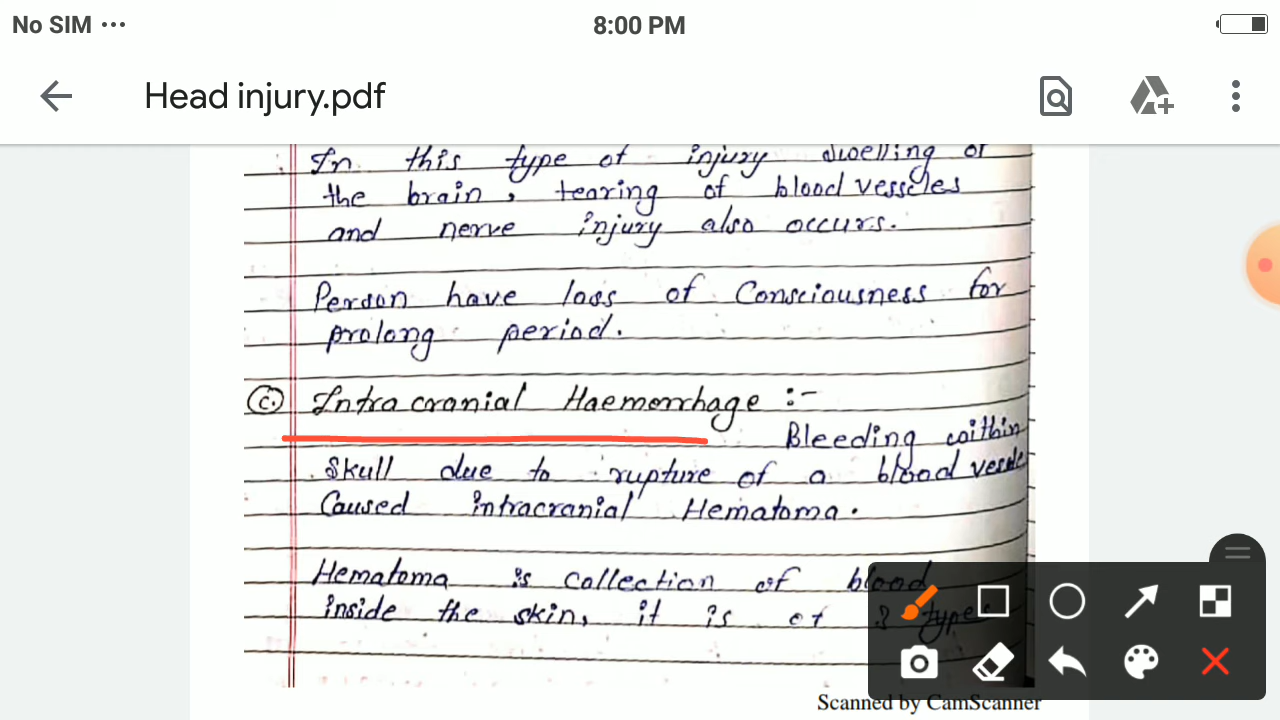 No SIM ...
8:00 PM
Head injury.pdf
In this type of injury swelling of
the brain, tearing of blood vesseles
and nerve injury also occurs.
Person have loss of Consciousness for
prolong period.
C. Intracranial Haemorrhage :-
Bleeding within
Skull due to rupture of a blood vessele
Caused intracranial Hematoma.
Hematoma is collection of blood
inside the skin, it is of 3 types
Scanned by CamScanner